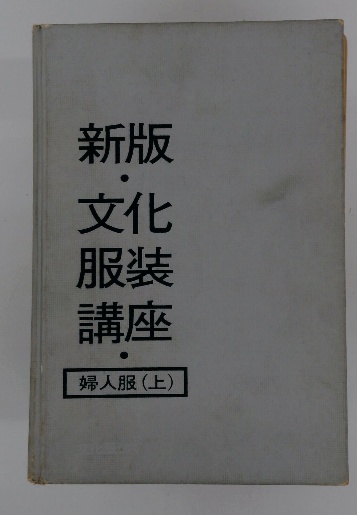 新版
・
文化
服装
講座
・
婦人服(上)